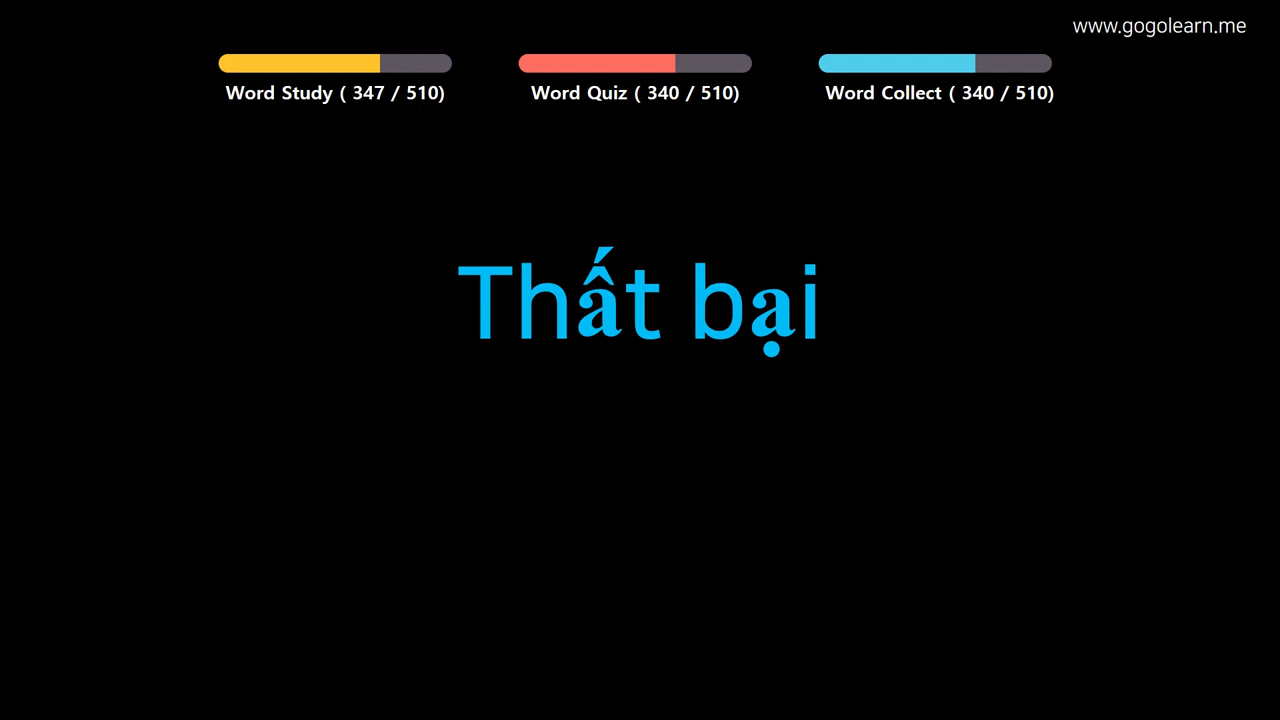 www.gogolearn.me
Word Study ( 347 / 510)
Word Quiz ( 340 / 510)
Word Collect ( 340 / 510)
Thất bại